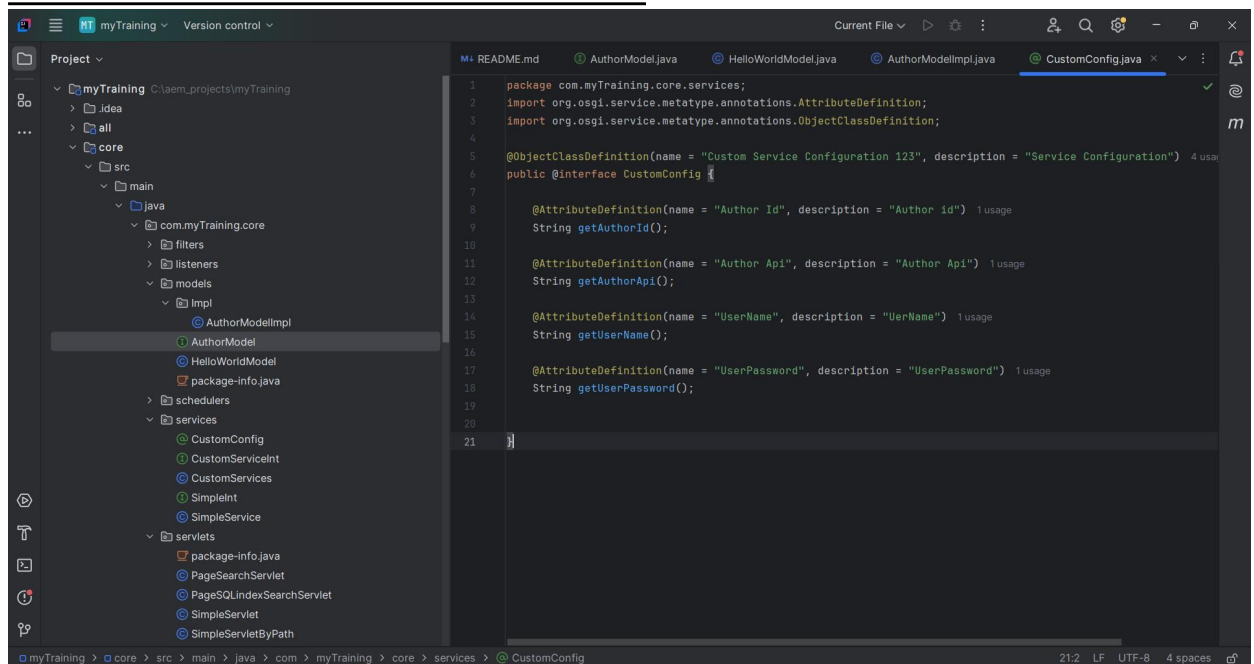 MT myTraining Version control Current File
Project
myTraining C:\aem_projects\myTraining
.idea
all
core
src
main
java
com.myTraining.core
filters
listeners
models
Impl
AuthorModelImpl
AuthorModel
HelloWorldModel
package-info.java
schedulers
services
CustomConfig
CustomServiceInt
CustomServices
SimpleInt
SimpleService
servlets
package-info.java
PageSearchServlet
PageSQLindexSearchServlet
SimpleServlet
SimpleServletByPath
M↓ README.md AuthorModel.java HelloWorldModel.java AuthorModelImpl.java @ CustomConfig.java
1 package com.myTraining.core.services;
2 import org.osgi.service.metatype.annotations.AttributeDefinition;
3 import org.osgi.service.metatype.annotations.ObjectClassDefinition;
4
5 @ObjectClassDefinition(name = "Custom Service Configuration 123", description = "Service Configuration") 4 usa
6 public @interface CustomConfig {
7
8 @AttributeDefinition(name = "Author Id", description = "Author id") 1 usage
9 String getAuthorId();
10
11 @AttributeDefinition(name = "Author Api", description = "Author Api") 1 usage
12 String getAuthorApi();
13
14 @AttributeDefinition(name = "UserName", description = "UerName") 1 usage
15 String getUserName();
16
17 @AttributeDefinition(name = "UserPassword", description = "UserPassword") 1 usage
18 String getUserPassword();
19
20
21 }
myTraining > core > src > main > java > com > myTraining > core > services > @ CustomConfig 21:2 LF UTF-8 4 spaces